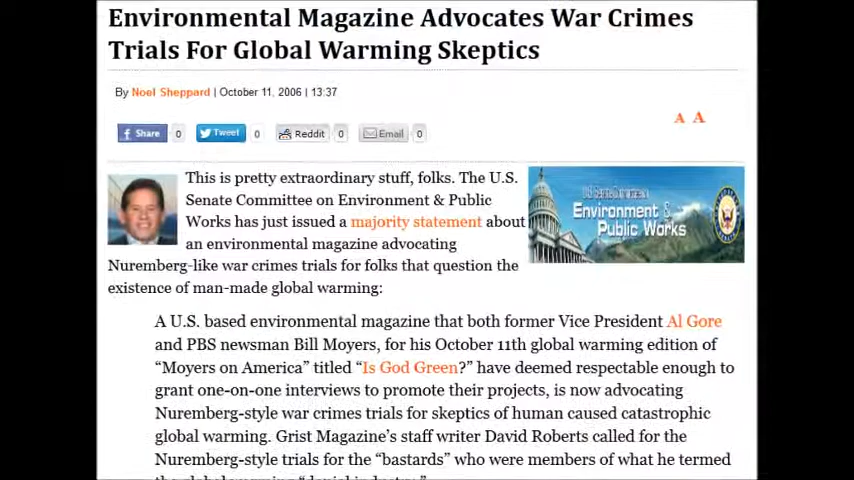 Environmental Magazine Advocates War Crimes
Trials For Global Warming Skeptics
By Noel Sheppard | October 11, 2006 | 13:37
A A
Share 0 Tweet 0 Reddit 0 Email 0
This is pretty extraordinary stuff, folks. The U.S.
Senate Committee on Environment & Public
Works has just issued a majority statement about
an environmental magazine advocating
Nuremberg-like war crimes trials for folks that question the
existence of man-made global warming:
U.S. Senate Committee on
Environment &
Public Works
A U.S. based environmental magazine that both former Vice President Al Gore
and PBS newsman Bill Moyers, for his October 11th global warming edition of
“Moyers on America” titled “Is God Green?” have deemed respectable enough to
grant one-on-one interviews to promote their projects, is now advocating
Nuremberg-style war crimes trials for skeptics of human caused catastrophic
global warming. Grist Magazine’s staff writer David Roberts called for the
Nuremberg-style trials for the “bastards” who were members of what he termed
the global warming “denial industry.”